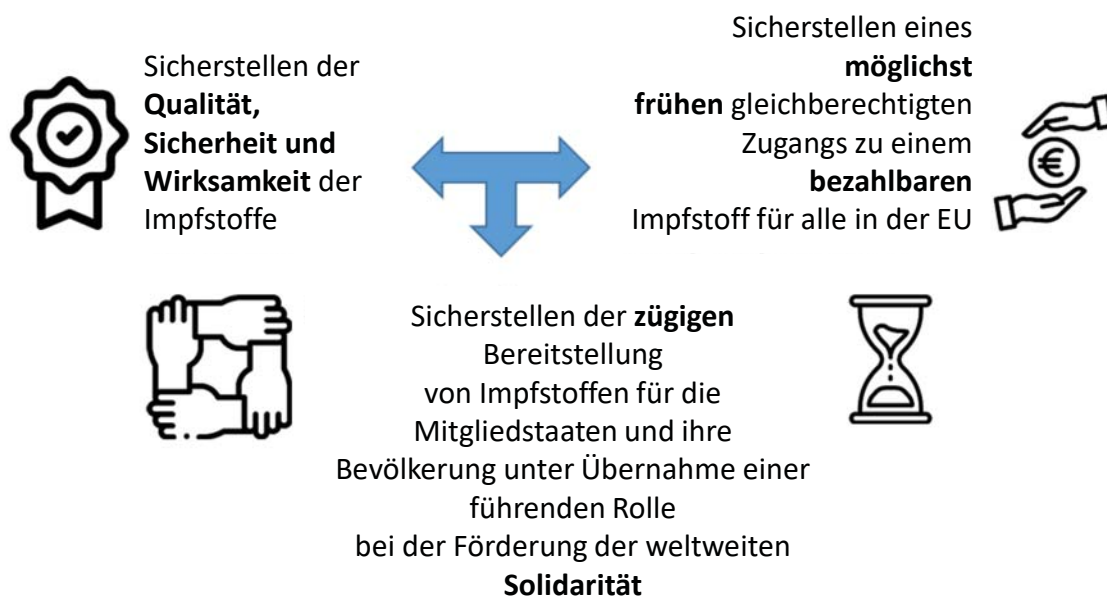 Sicherstellen der
Qualität,
Sicherheit und
Wirksamkeit der
Impfstoffe
Sicherstellen eines
möglichst
frühen gleichberechtigten
Zugangs zu einem
bezahlbaren
Impfstoff für alle in der EU
Sicherstellen der zügigen
Bereitstellung
von Impfstoffen für die
Mitgliedstaaten und ihre
Bevölkerung unter Übernahme einer
führenden Rolle
bei der Förderung der weltweiten
Solidarität